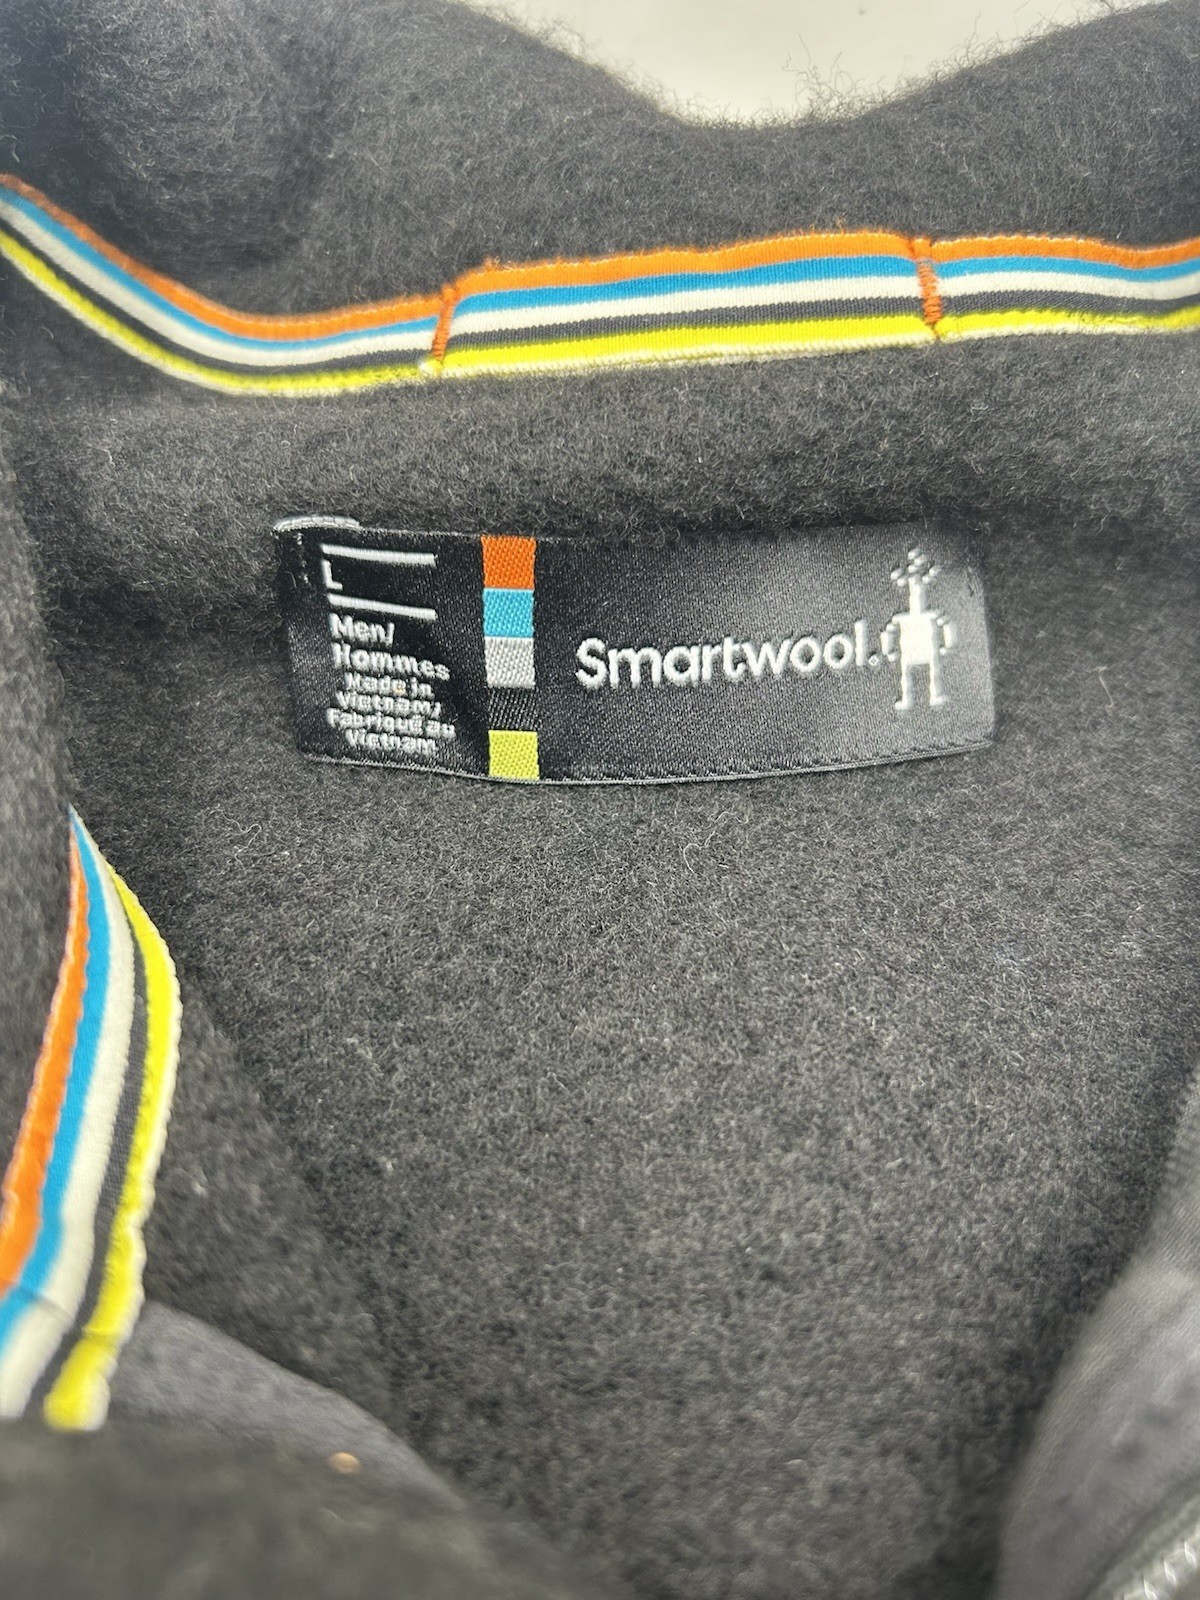 L
Men/
Hommes
Made in
Vietnam/
Fabriqué au
Vietnam
Smartwool.